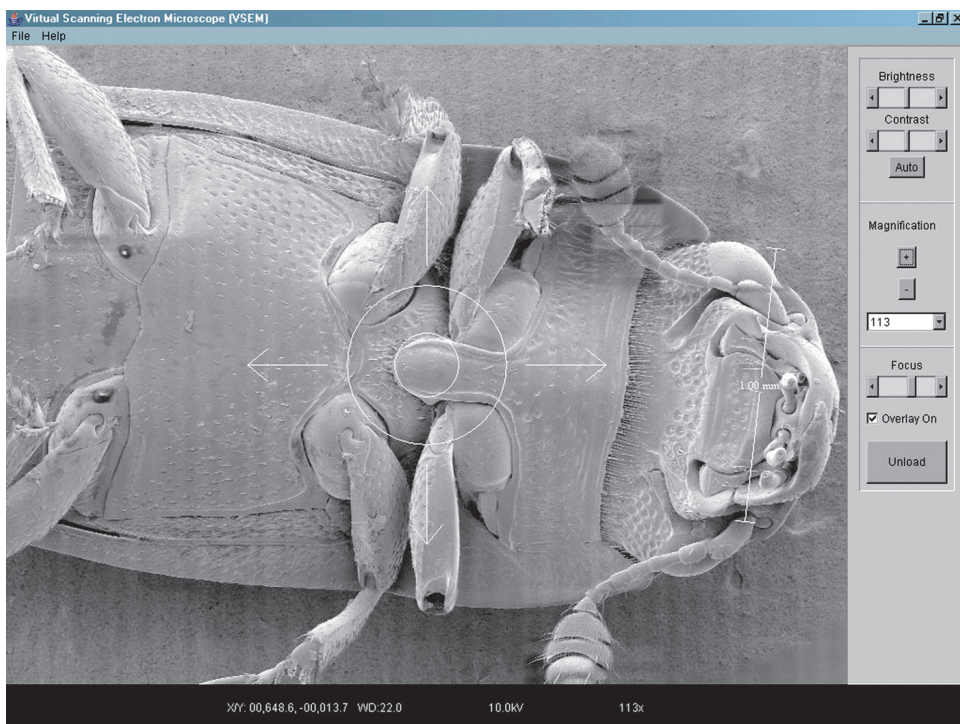 Virtual Scanning Electron Microscope (VSEM)
File Help
Brightness
Contrast
Auto
Magnification
+
-
113
Focus
Overlay On
Unload
1.00 mm
X/Y: 00,648.6, -00,013.7 WD:22.0 10.0kV 113x